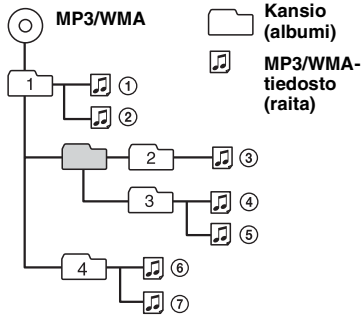 MP3/WMA
Kansio
(albumi)
MP3/WMA-
tiedosto
(raita)
1
①
②
2
③
3
④
⑤
4
⑥
⑦